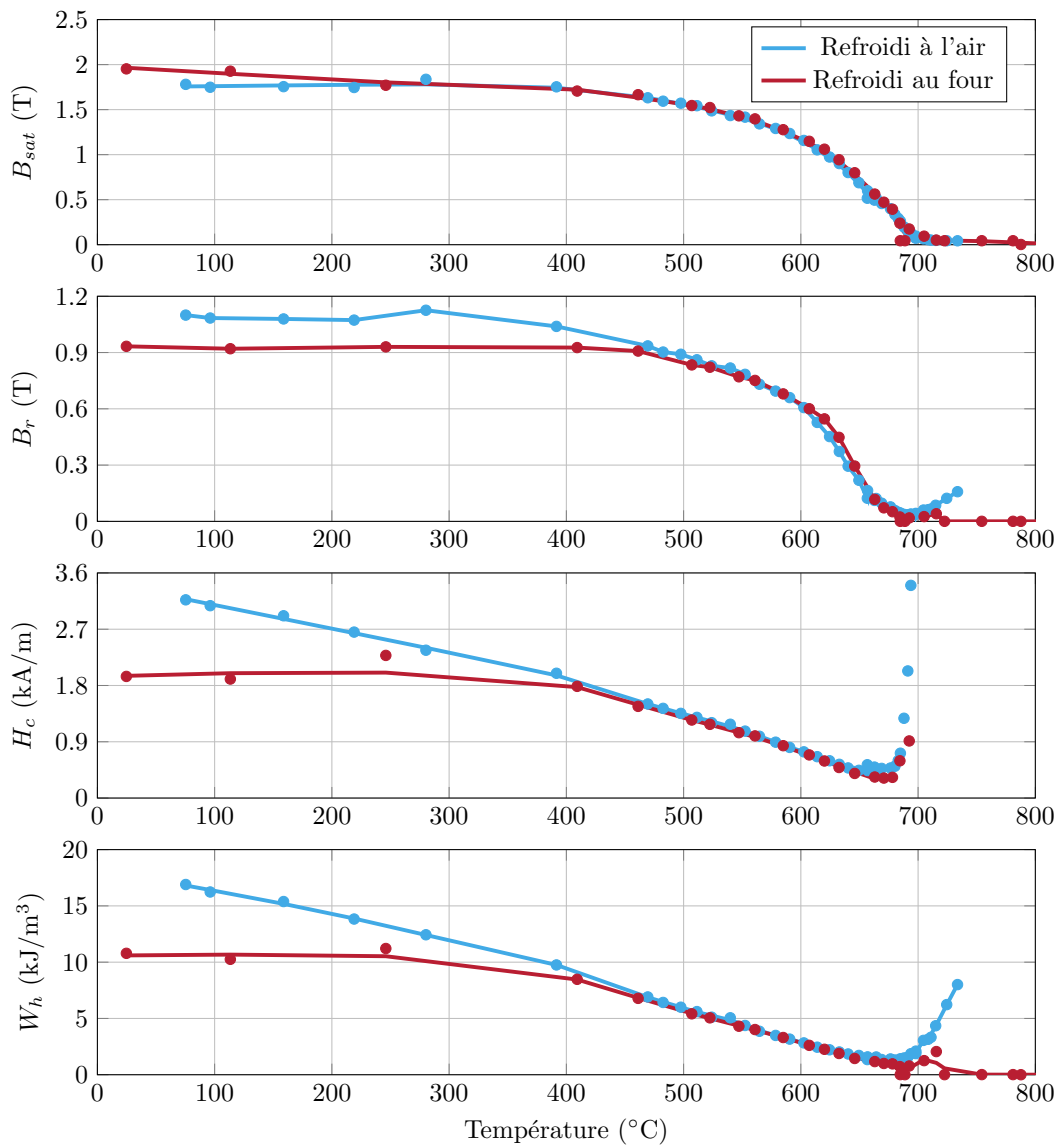 2.5
2
1.5
1
0.5
0
B_sat (T)
Refroidi à l'air
Refroidi au four
0 100 200 300 400 500 600 700 800
1.2
0.9
0.6
0.3
0
B_r (T)
0 100 200 300 400 500 600 700 800
3.6
2.7
1.8
0.9
0
H_c (kA/m)
0 100 200 300 400 500 600 700 800
20
15
10
5
0
W_h (kJ/m³)
0 100 200 300 400 500 600 700 800
Température (°C)